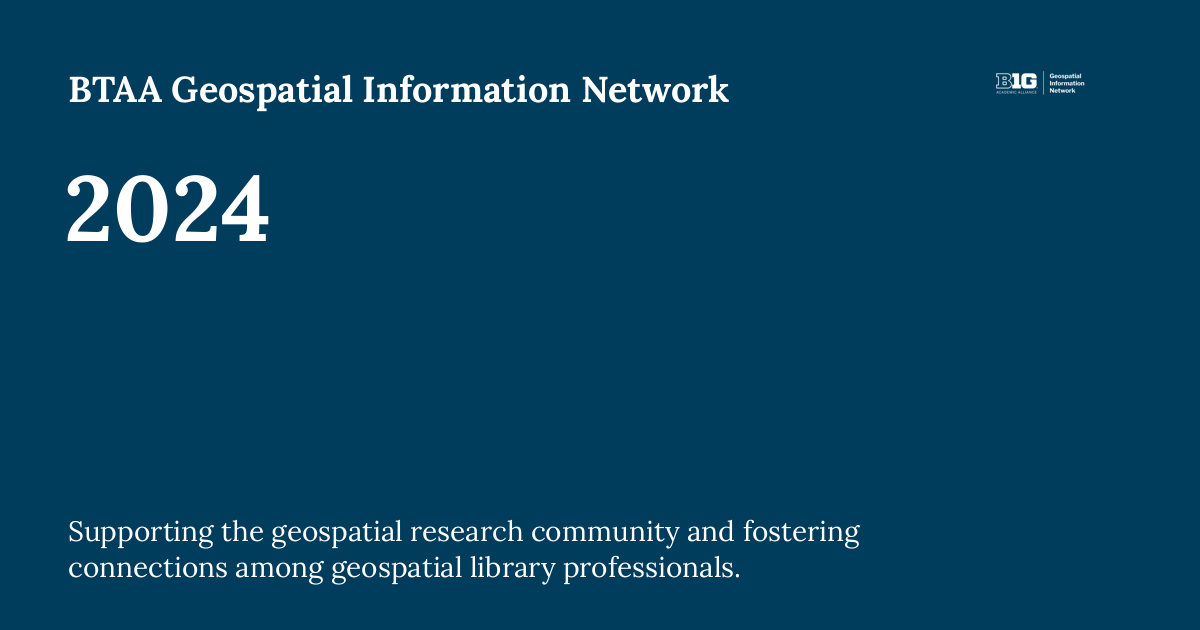 BTAA Geospatial Information Network
B1G
ACADEMIC ALLIANCE
Geospatial
Information
Network
2024
Supporting the geospatial research community and fostering
connections among geospatial library professionals.